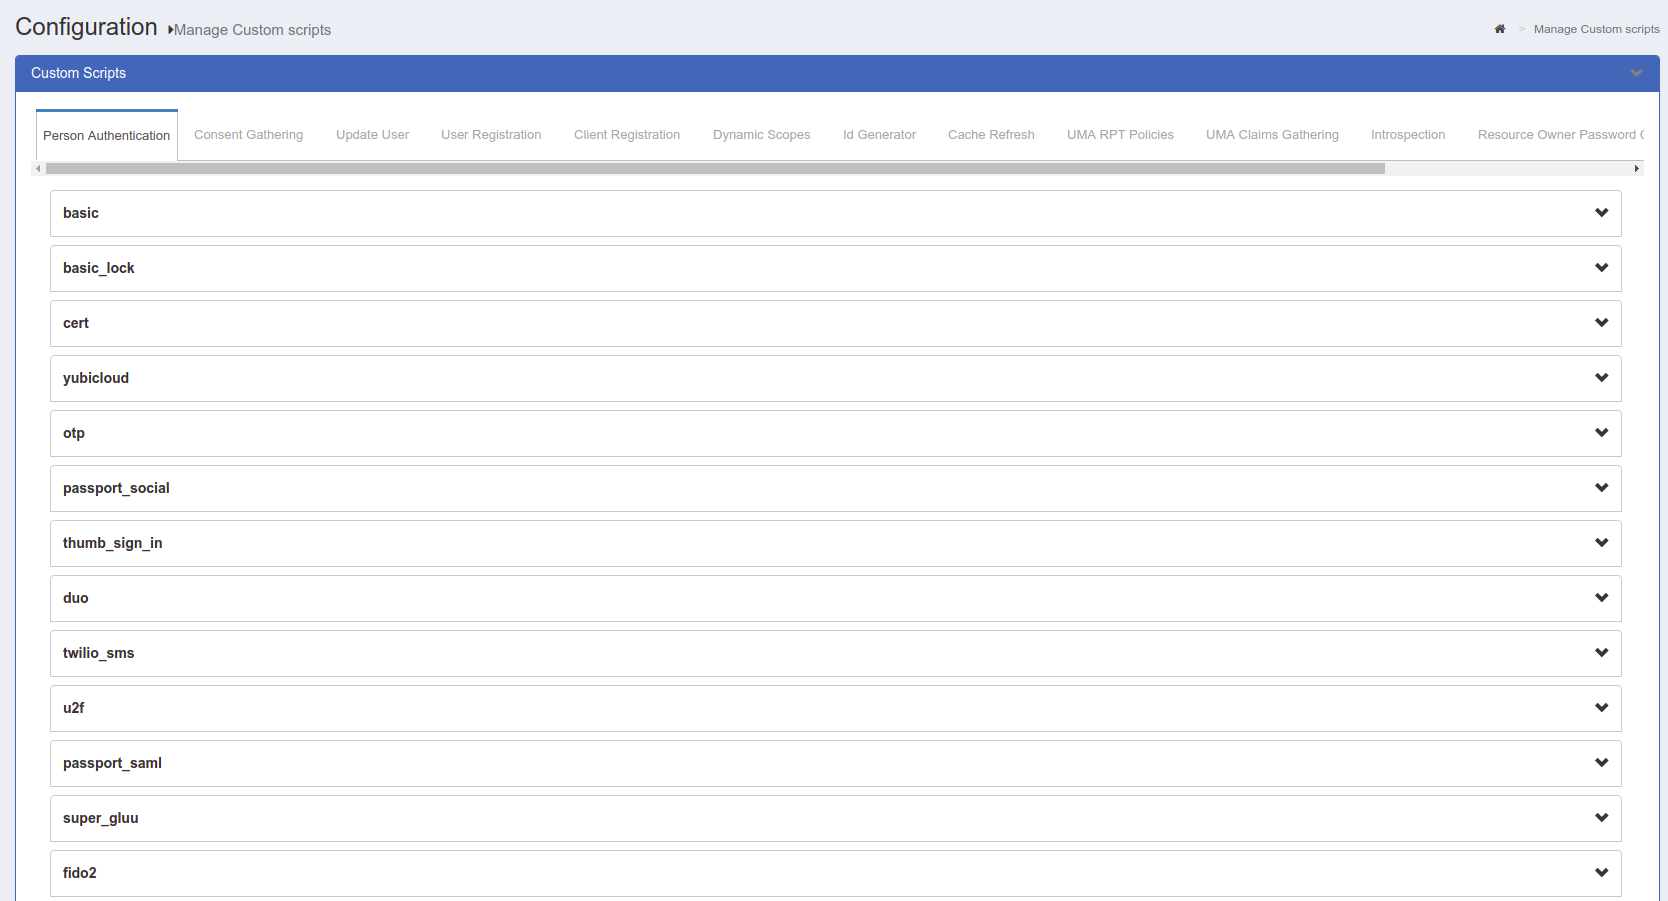 Configuration Manage Custom scripts
> Manage Custom scripts
Custom Scripts
Person Authentication Consent Gathering Update User User Registration Client Registration Dynamic Scopes Id Generator Cache Refresh UMA RPT Policies UMA Claims Gathering Introspection Resource Owner Password
basic
basic_lock
cert
yubicloud
otp
passport_social
thumb_sign_in
duo
twilio_sms
u2f
passport_saml
super_gluu
fido2